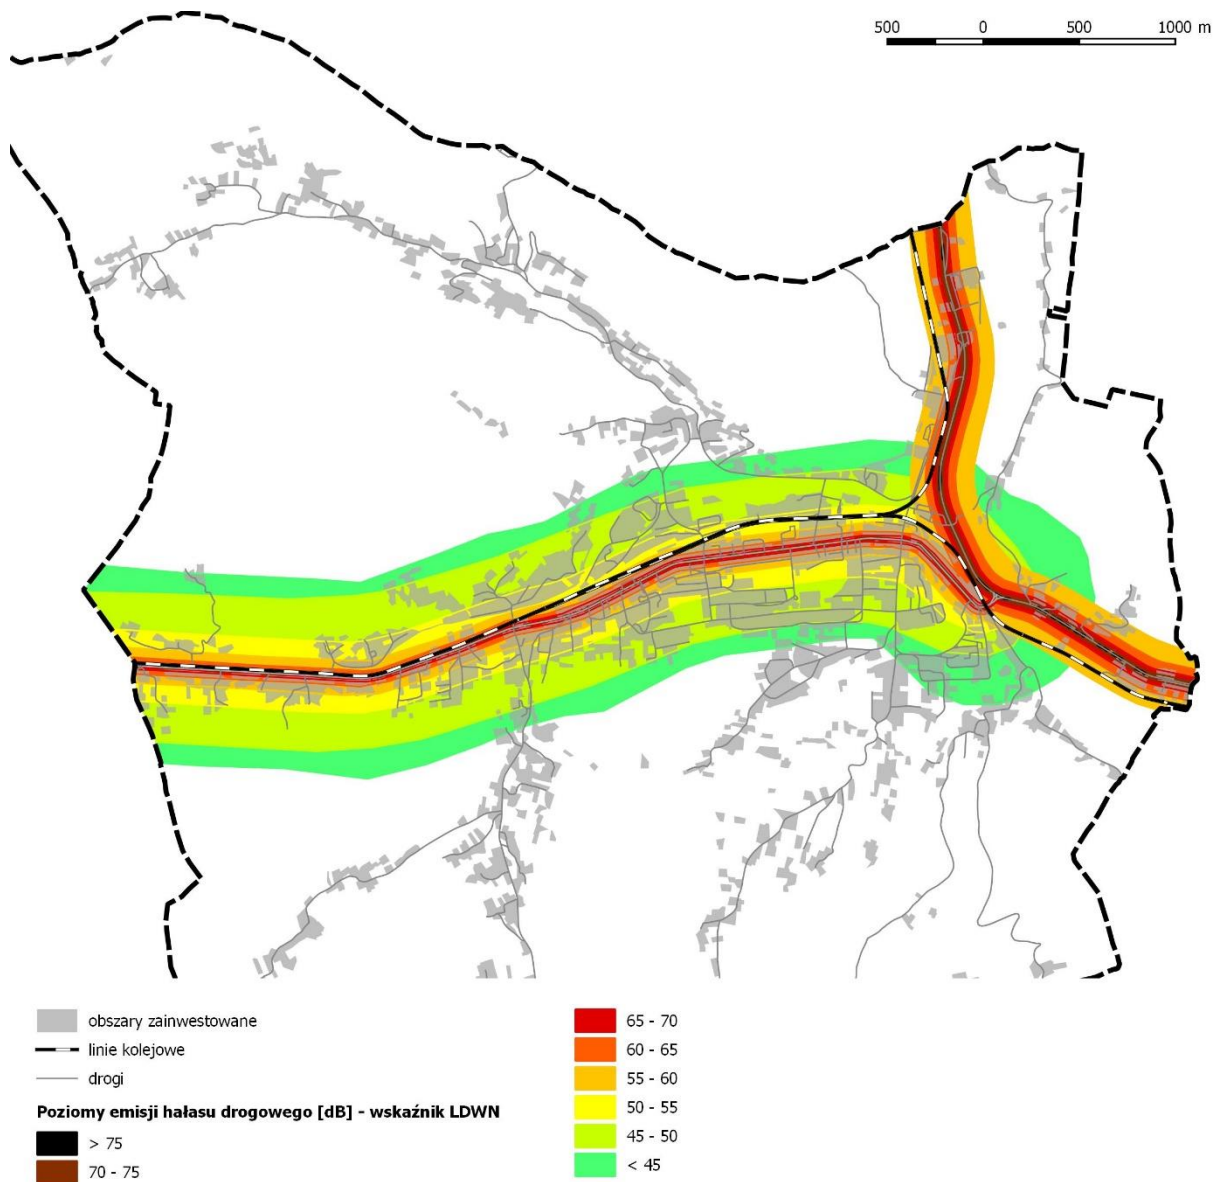 500 0 500 1000 m
obszary zainwestowane
linie kolejowe
drogi
Poziomy emisji hałasu drogowego [dB] - wskaźnik LDWN
> 75
70 - 75
65 - 70
60 - 65
55 - 60
50 - 55
45 - 50
< 45